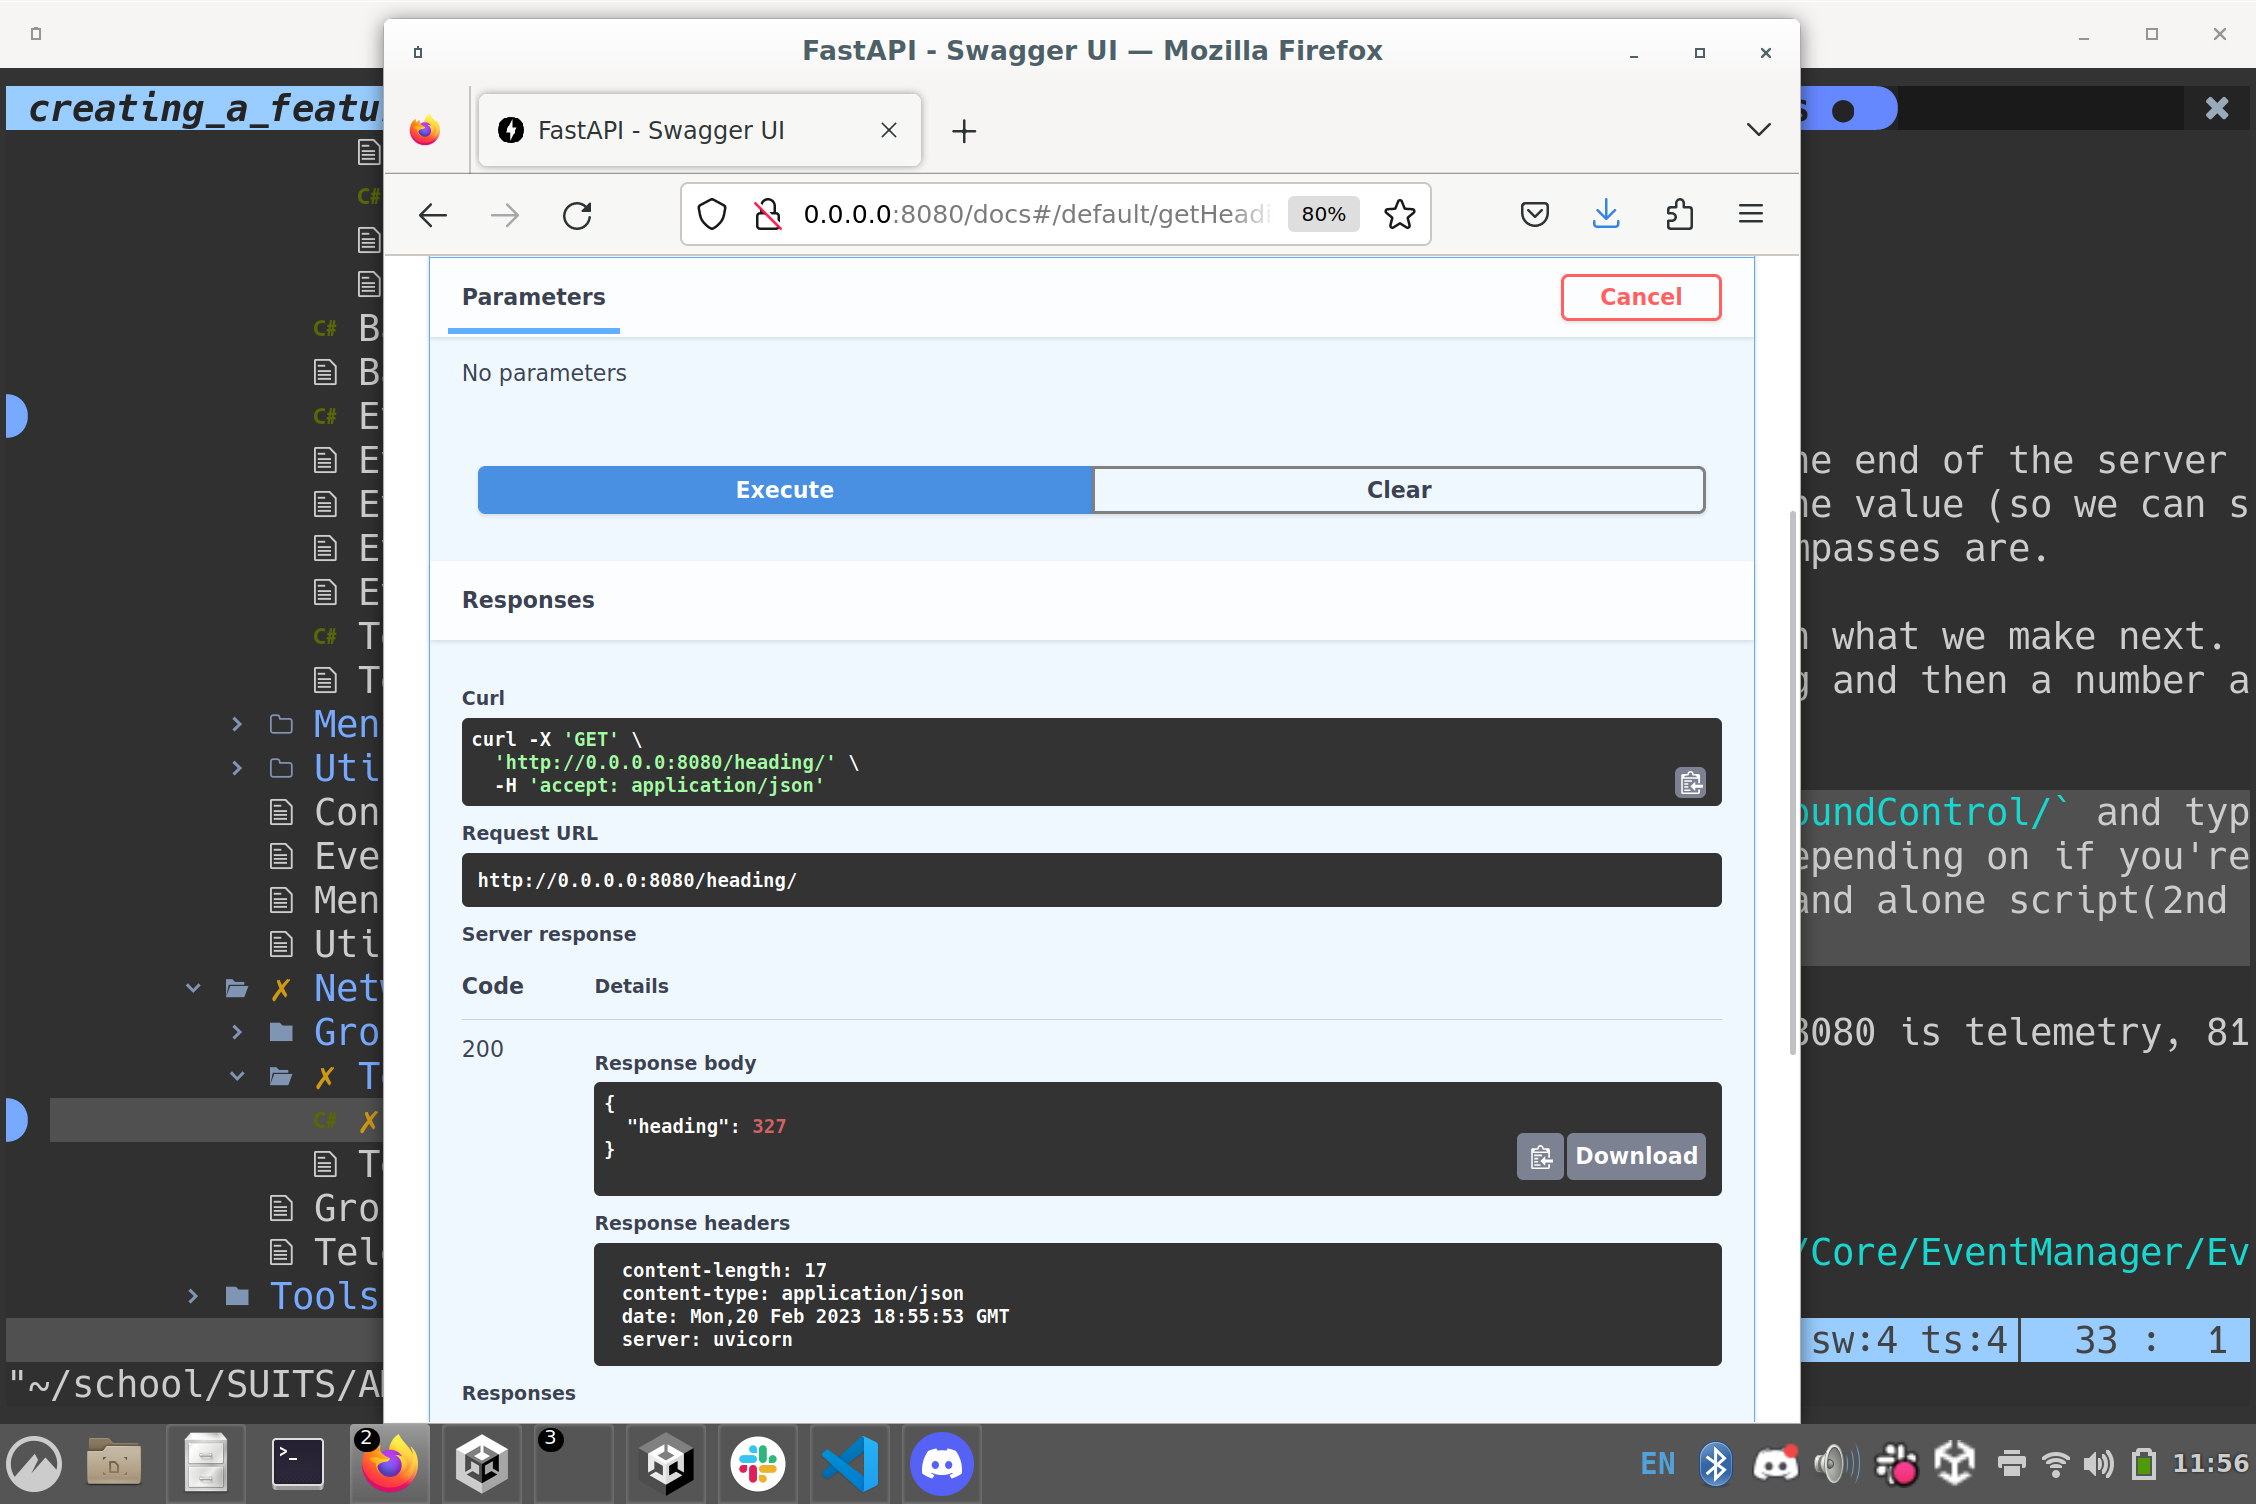 FastAPI - Swagger UI — Mozilla Firefox
creating_a_featu
FastAPI - Swagger UI
0.0.0.0:8080/docs#/default/getHeadi
80%
Parameters
Cancel
No parameters
Execute
Clear
he end of the server
he value (so we can s
mpasses are.
Responses
n what we make next.
g and then a number a
Curl
curl -X 'GET' \
'http://0.0.0.0:8080/heading/' \
-H 'accept: application/json'
Request URL
http://0.0.0.0:8080/heading/
oundControl/` and typ
epending on if you're
and alone script(2nd
Server response
Code
Details
8080 is telemetry, 81
200
Response body
{
"heading": 327
}
Download
Response headers
content-length: 17
content-type: application/json
date: Mon,20 Feb 2023 18:55:53 GMT
server: uvicorn
Responses
C#
C# B
B
C# E
E
E
E
E
C# T
T
Men
Uti
Con
Eve
Men
Uti
✗ Netw
Gro
✗ T
C# ✗
T
Gro
Tel
Tools
/Core/EventManager/Ev
sw:4 ts:4
33 : 1
"~/school/SUITS/A
2
3
EN
11:56